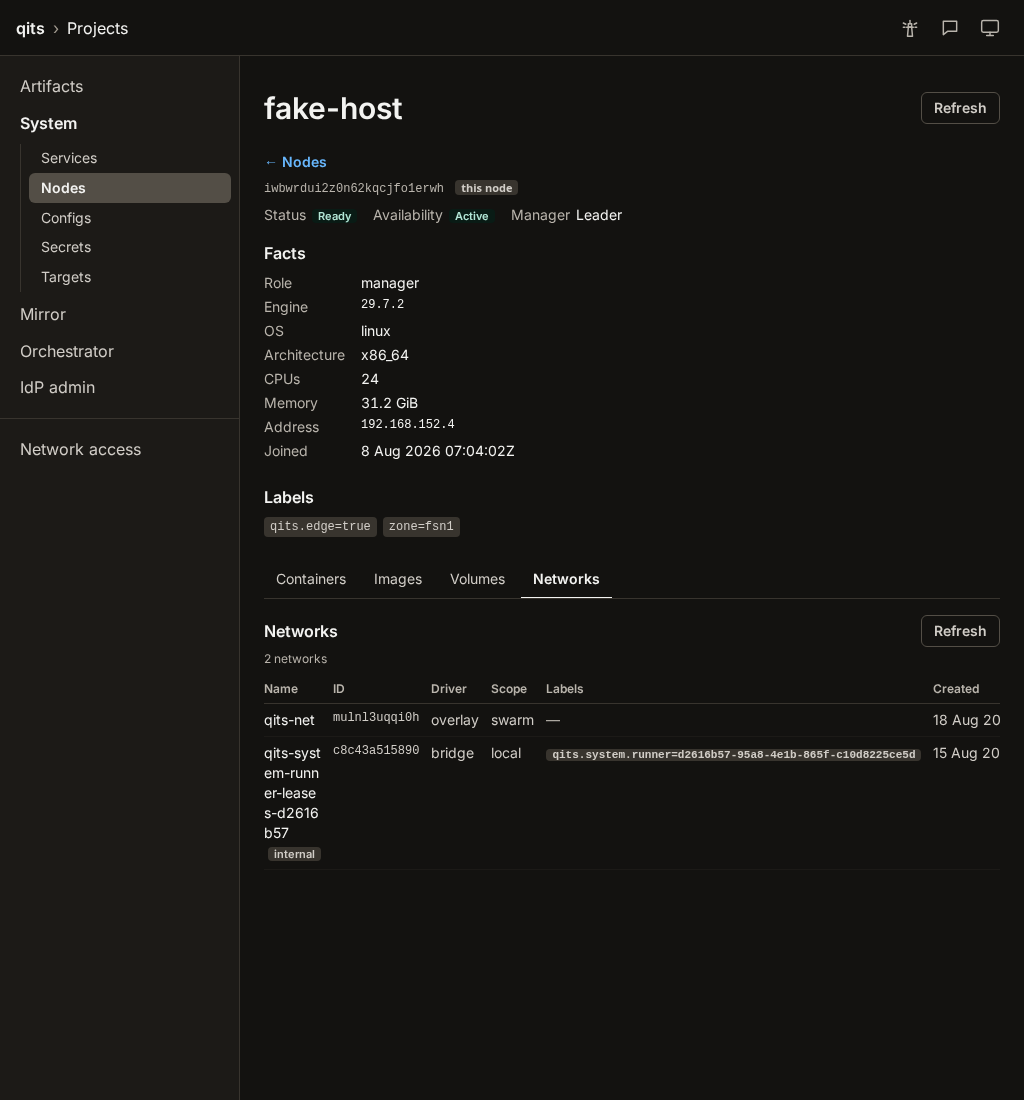 qits › Projects
Artifacts
System
Services
Nodes
Configs
Secrets
Targets
Mirror
Orchestrator
IdP admin
Network access
fake-host
Refresh
← Nodes
iwbwrdui2z0n62kqcjfo1erwh this node
Status Ready Availability Active Manager Leader
Facts
Role manager
Engine 29.7.2
OS linux
Architecture x86_64
CPUs 24
Memory 31.2 GiB
Address 192.168.152.4
Joined 8 Aug 2026 07:04:02Z
Labels
qits.edge=true zone=fsn1
Containers Images Volumes Networks
Networks
Refresh
2 networks
Name ID Driver Scope Labels Created
qits-net mulnl3uqqi0h overlay swarm — 18 Aug 20
qits-syst c8c43a515890 bridge local qits.system.runner=d2616b57-95a8-4e1b-865f-c10d8225ce5d 15 Aug 20
em-runn
er-lease
s-d2616
b57
internal